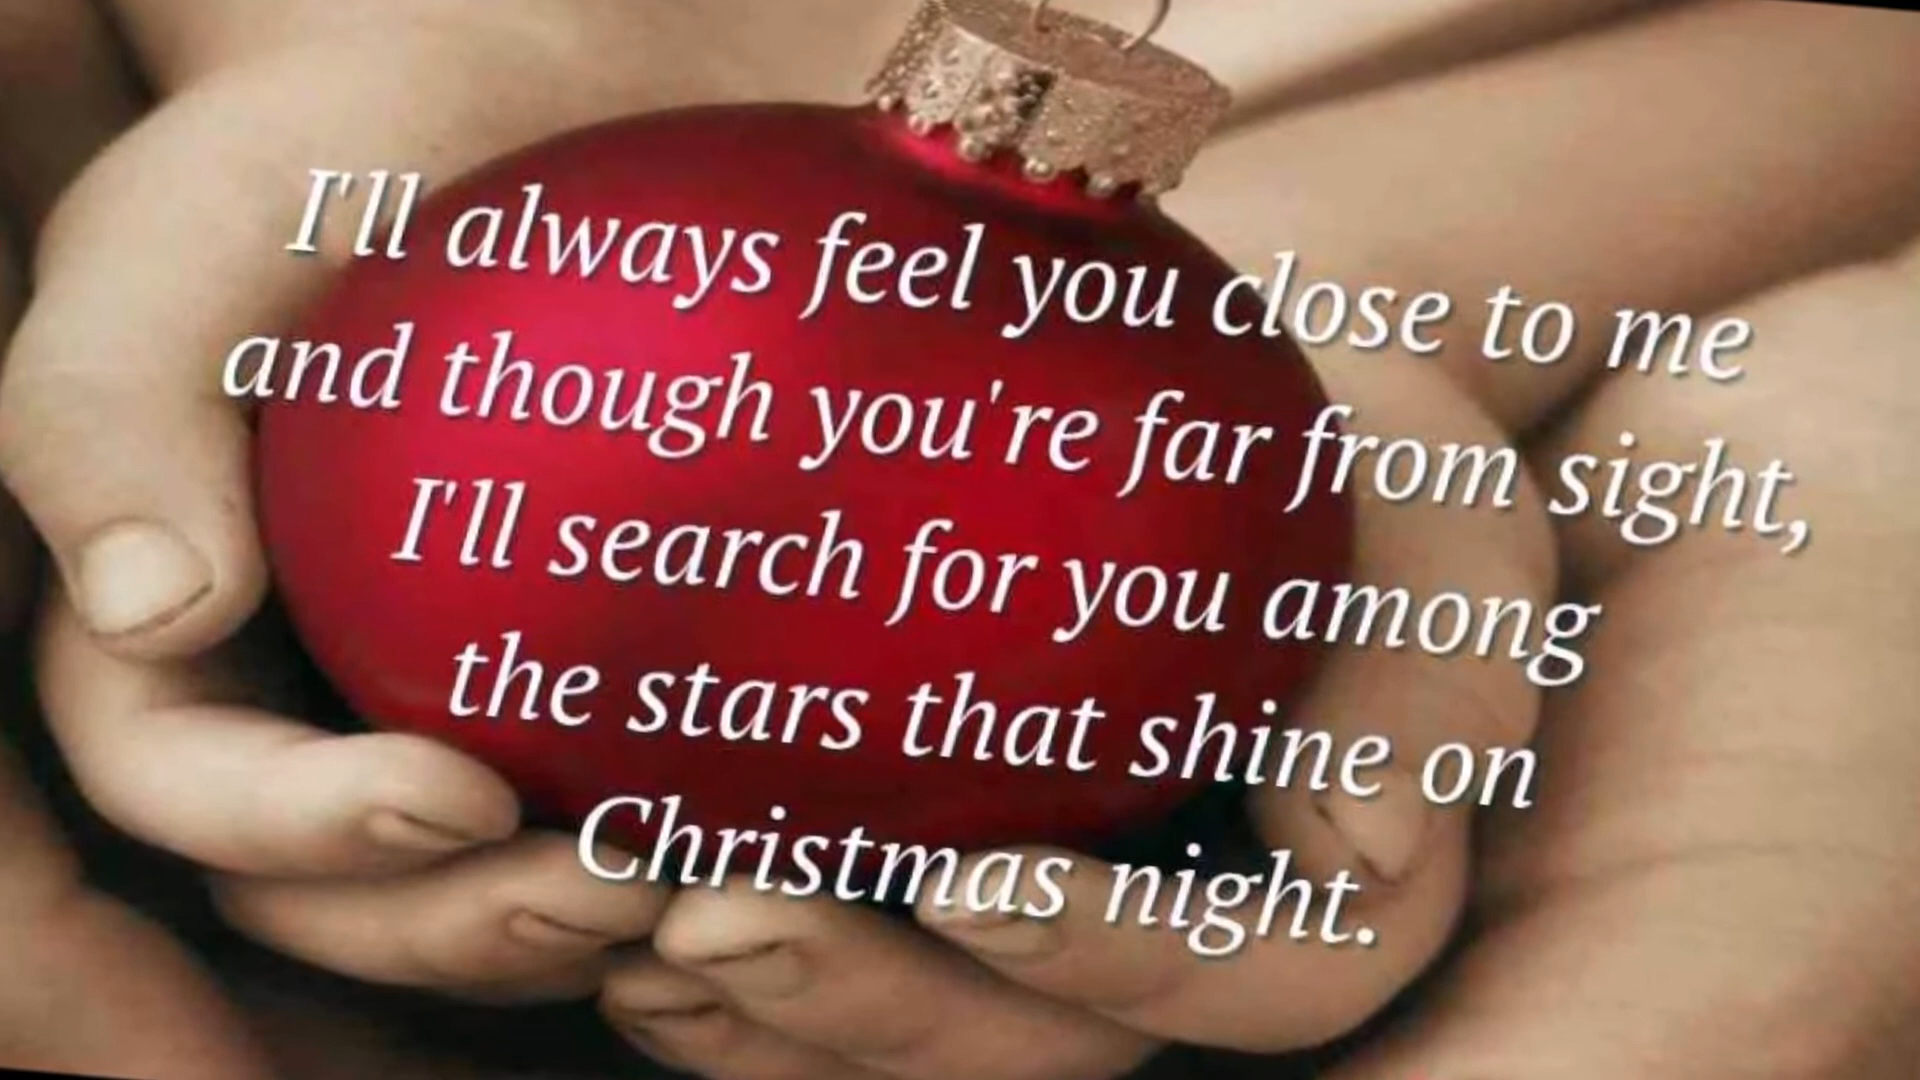 I'll always feel you close to me
and though you're far from sight,
I'll search for you among
the stars that shine on
Christmas night.